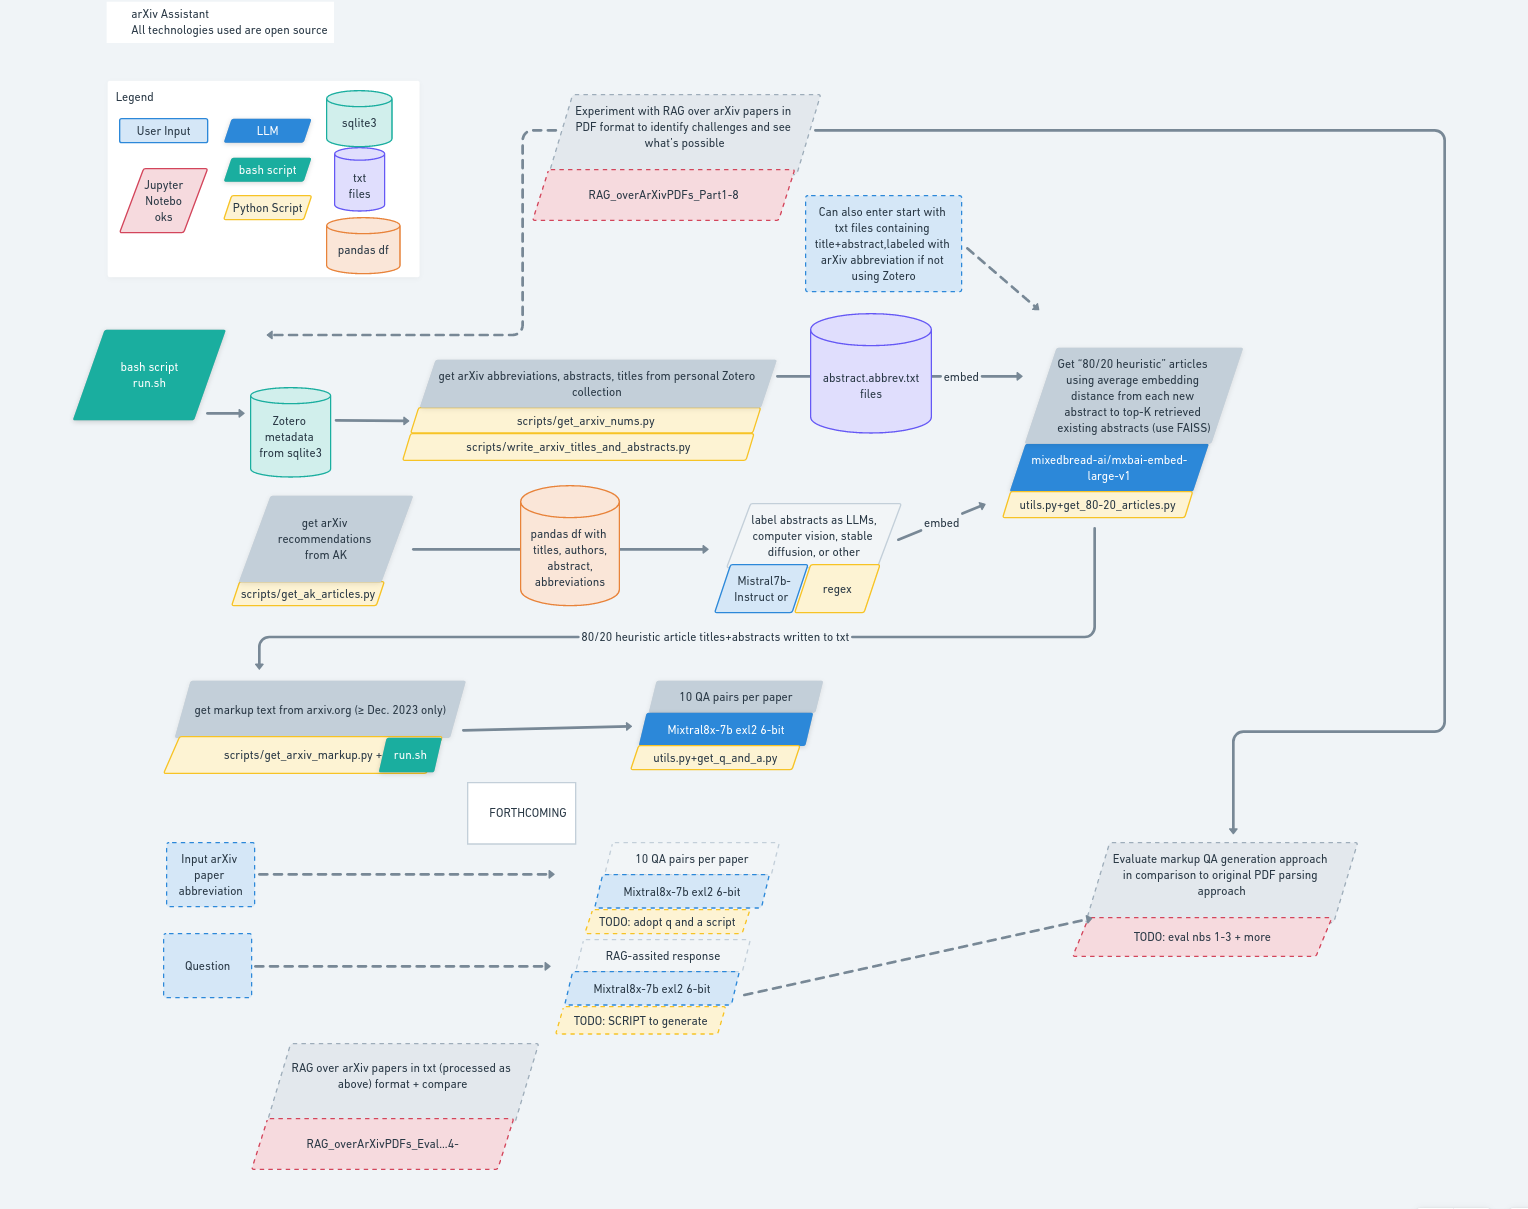 arXiv Assistant
All technologies used are open source
Legend
User Input
LLM
sqlite3
bash script
txt
files
Jupyter
Notebo
oks
Python Script
pandas df
Experiment with RAG over arXiv papers in
PDF format to identify challenges and see
what's possible
RAG_overArXivPDFs_Part1-8
Can also enter start with
txt files containing
title+abstract,labeled with
arXiv abbreviation if not
using Zotero
bash script
run.sh
Zotero
metadata
from sqlite3
get arXiv abbreviations, abstracts, titles from personal Zotero
collection
scripts/get_arxiv_nums.py
scripts/write_arxiv_titles_and_abstracts.py
abstract.abbrev.txt
files
embed
Get "80/20 heuristic" articles
using average embedding
distance from each new
abstract to top-K retrieved
existing abstracts (use FAISS)
mixedbread-ai/mxbai-embed-
large-v1
utils.py+get_80-20_articles.py
get arXiv
recommendations
from AK
scripts/get_ak_articles.py
pandas df with
titles, authors,
abstract,
abbreviations
label abstracts as LLMs,
computer vision, stable
diffusion, or other
Mistral7b-
Instruct or
regex
embed
80/20 heuristic article titles+abstracts written to txt
get markup text from arxiv.org (≥ Dec. 2023 only)
scripts/get_arxiv_markup.py +
run.sh
10 QA pairs per paper
Mixtral8x-7b exl2 6-bit
utils.py+get_q_and_a.py
FORTHCOMING
Input arXiv
paper
abbreviation
10 QA pairs per paper
Mixtral8x-7b exl2 6-bit
TODO: adopt q and a script
Question
RAG-assited response
Mixtral8x-7b exl2 6-bit
TODO: SCRIPT to generate
Evaluate markup QA generation approach
in comparison to original PDF parsing
approach
TODO: eval nbs 1-3 + more
RAG over arXiv papers in txt (processed as
above) format + compare
RAG_overArXivPDFs_Eval...4-